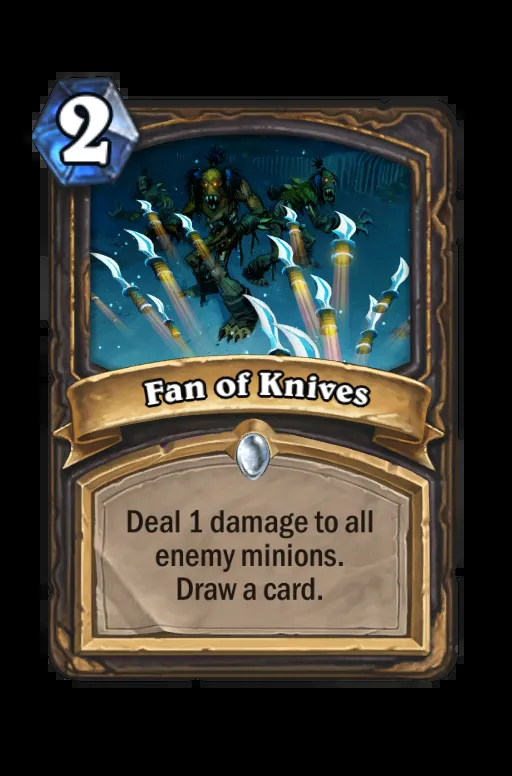 2
Fan of Knives
Deal 1 damage to all
enemy minions.
Draw a card.